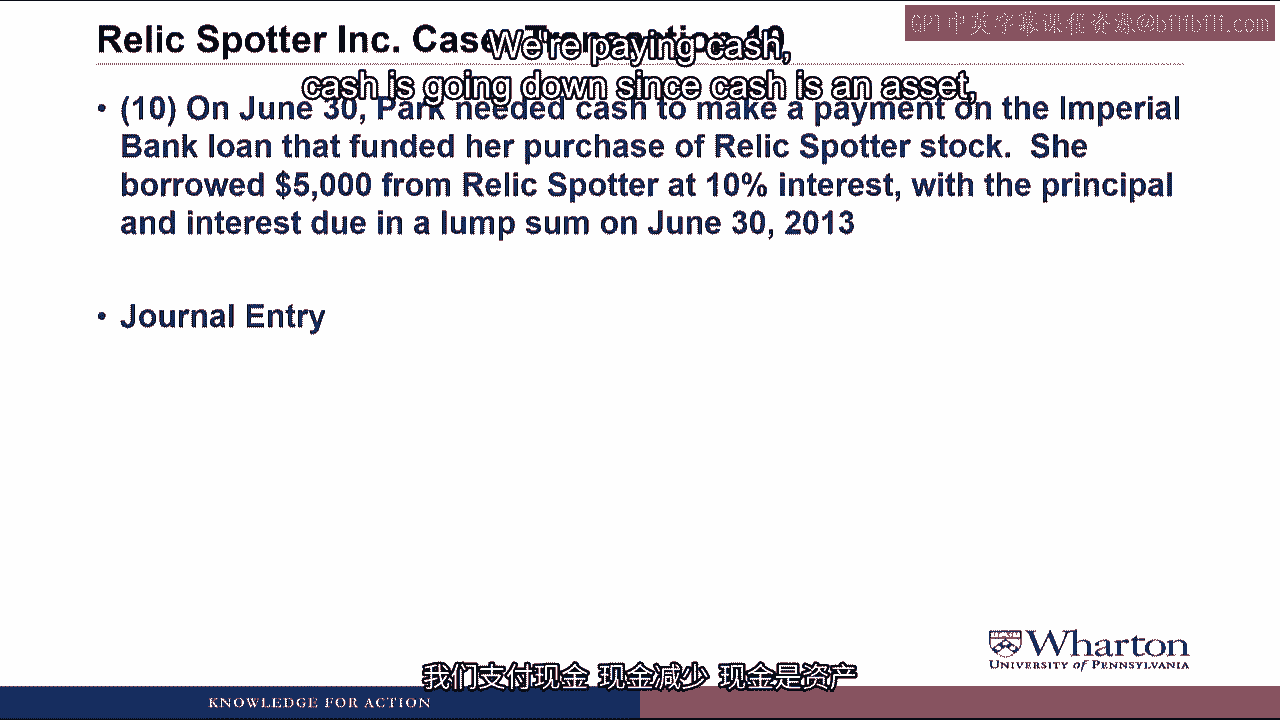 Relic Spotter Inc. Case: Transaction 10
GPT中英字幕课程资源@bilibili.com
We're paying cash,
cash is going down since cash is an asset,
• (10) On June 30, Park needed cash to make a payment on the Imperial
Bank loan that funded her purchase of Relic Spotter stock. She
borrowed $5,000 from Relic Spotter at 10% interest, with the principal
and interest due in a lump sum on June 30, 2013
• Journal Entry
Wharton
UNIVERSITY of PENNSYLVANIA
我们支付现金 现金减少 现金是资产
KNOWLEDGE FOR ACTION